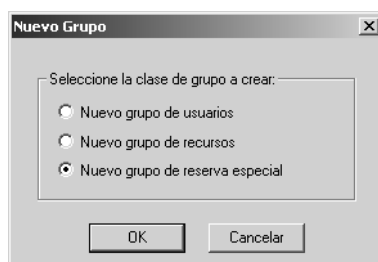 Nuevo Grupo
Seleccione la clase de grupo a crear:
Nuevo grupo de usuarios
Nuevo grupo de recursos
Nuevo grupo de reserva especial
OK Cancelar